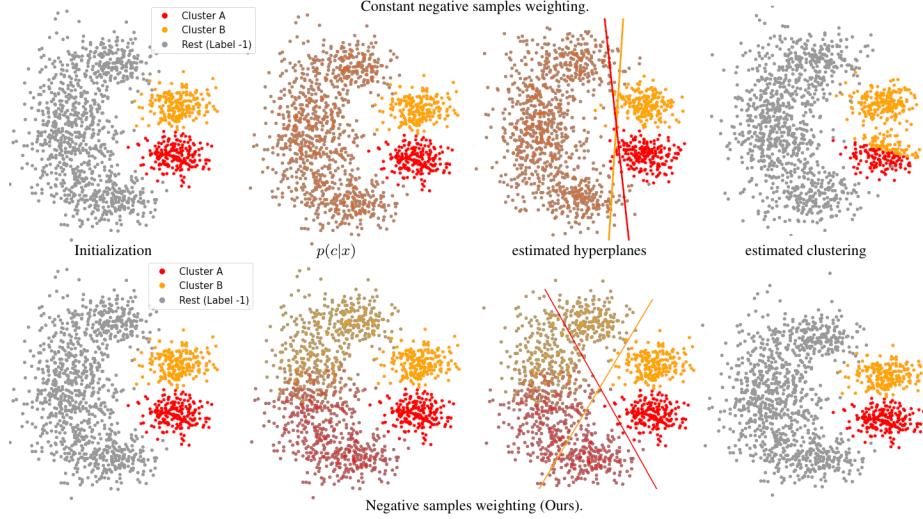 Constant negative samples weighting.
Cluster A
Cluster B
Rest (Label -1)
Initialization
p(c|x)
estimated hyperplanes
estimated clustering
Cluster A
Cluster B
Rest (Label -1)
Negative samples weighting (Ours).